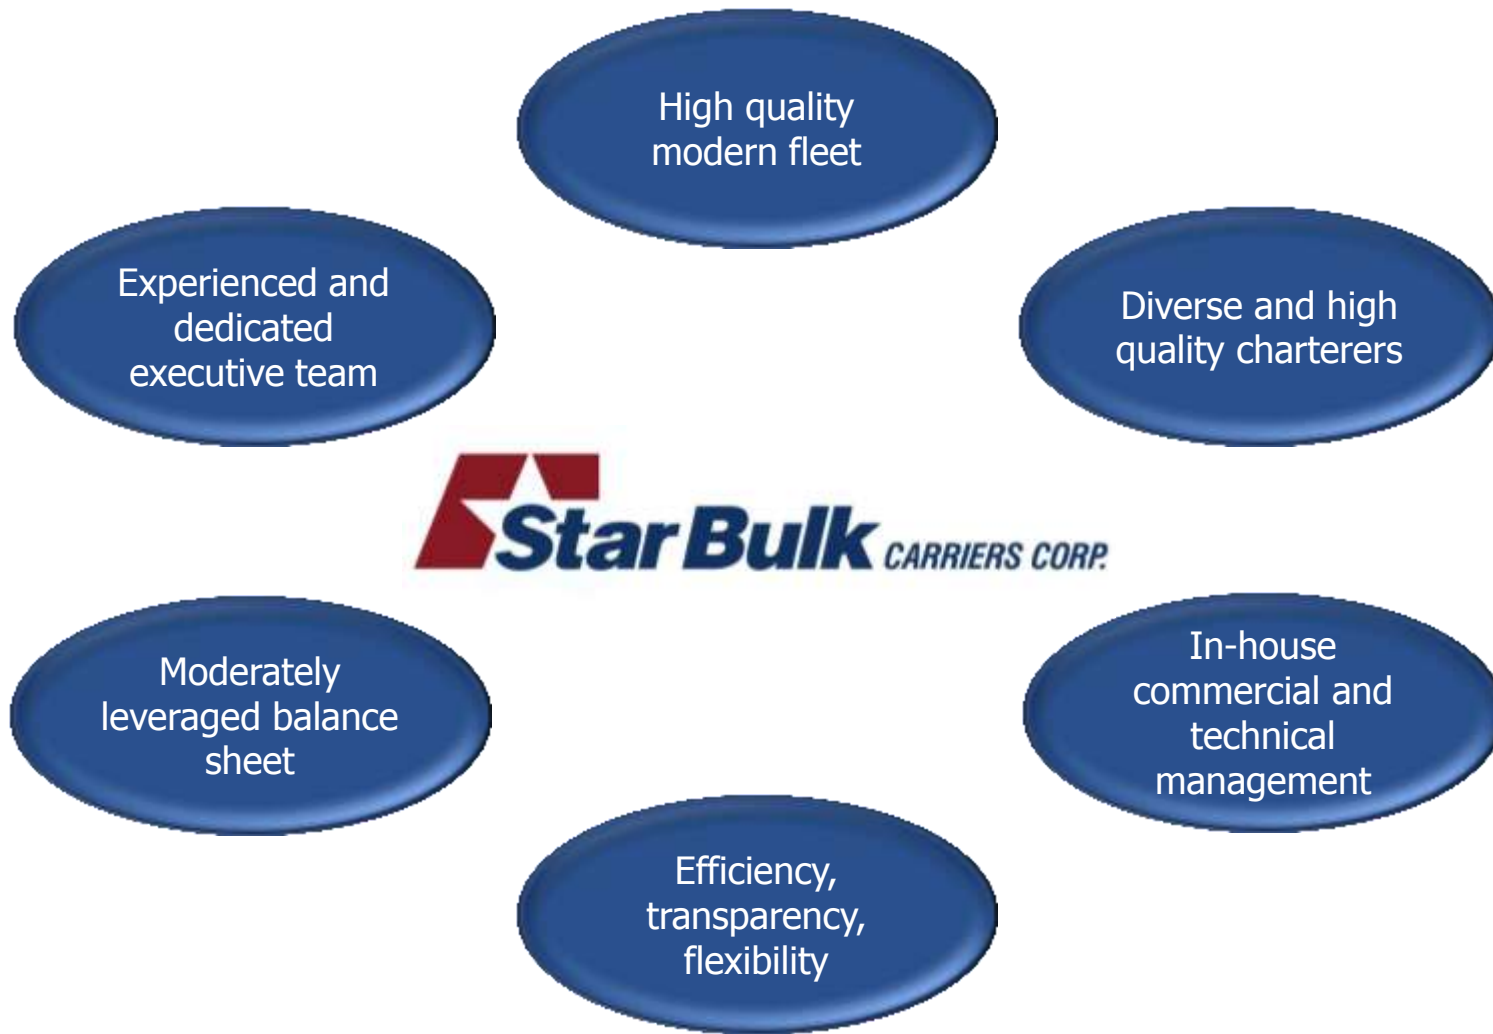 High quality
modern fleet
Experienced and
dedicated
executive team
Diverse and high
quality charterers
Star Bulk CARRIERS CORP.
Moderately
leveraged balance
sheet
In-house
commercial and
technical
management
Efficiency,
transparency,
flexibility